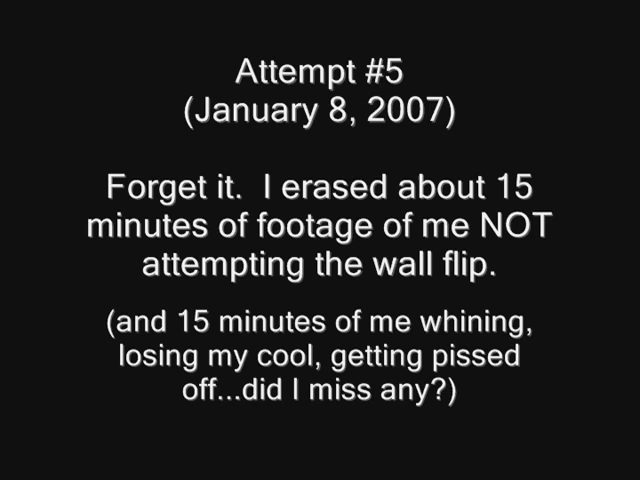 Attempt #5
(January 8, 2007)
Forget it.  I erased about 15
minutes of footage of me NOT
attempting the wall flip.
(and 15 minutes of me whining,
losing my cool, getting pissed
off...did I miss any?)